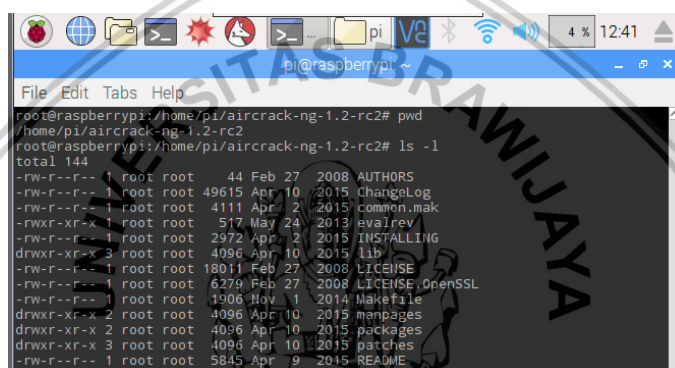 pi
V2
4 %
12:41
pi@raspberrypi: ~
File Edit Tabs Help
root@raspberrypi:/home/pi/aircrack-ng-1.2-rc2# pwd
/home/pi/aircrack-ng-1.2-rc2
root@raspberrypi:/home/pi/aircrack-ng-1.2-rc2# ls -l
total 144
-rw-r--r-- 1 root root 44 Feb 27 2008 AUTHORS
-rw-r--r-- 1 root root 49615 Apr 10 2015 ChangeLog
-rw-r--r-- 1 root root 4111 Apr 2 2015 common.mak
-rwxr-xr-x 1 root root 517 May 24 2013 evalrev
-rw-r--r-- 1 root root 2972 Apr 2 2015 INSTALLING
drwxr-xr-x 3 root root 4096 Apr 10 2015 lib
-rw-r--r-- 1 root root 18011 Feb 27 2008 LICENSE
-rw-r--r-- 1 root root 6279 Feb 27 2008 LICENSE.OpenSSL
-rw-r--r-- 1 root root 1906 Nov 1 2014 Makefile
drwxr-xr-x 2 root root 4096 Apr 10 2015 manpages
drwxr-xr-x 2 root root 4096 Apr 10 2015 packages
drwxr-xr-x 3 root root 4096 Apr 10 2015 patches
-rw-r--r-- 1 root root 5845 Apr 9 2015 README
UNIVERSITAS BRAWIJAYA